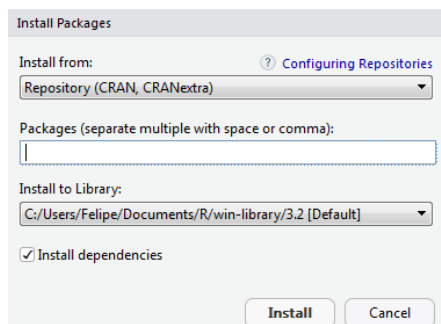 Install Packages
Install from:
? Configuring Repositories
Repository (CRAN, CRANextra)
Packages (separate multiple with space or comma):
Install to Library:
C:/Users/Felipe/Documents/R/win-library/3.2 [Default]
Install dependencies
Install Cancel